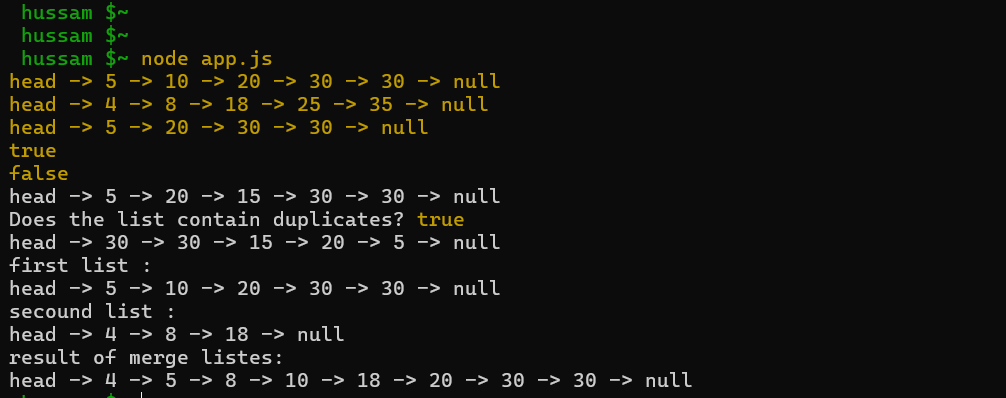 hussam $~
hussam $~
hussam $~ node app.js
head -> 5 -> 10 -> 20 -> 30 -> 30 -> null
head -> 4 -> 8 -> 18 -> 25 -> 35 -> null
head -> 5 -> 20 -> 30 -> 30 -> null
true
false
head -> 5 -> 20 -> 15 -> 30 -> 30 -> null
Does the list contain duplicates? true
head -> 30 -> 30 -> 15 -> 20 -> 5 -> null
first list :
head -> 5 -> 10 -> 20 -> 30 -> 30 -> null
secound list :
head -> 4 -> 8 -> 18 -> null
result of merge listes:
head -> 4 -> 5 -> 8 -> 10 -> 18 -> 20 -> 30 -> 30 -> null